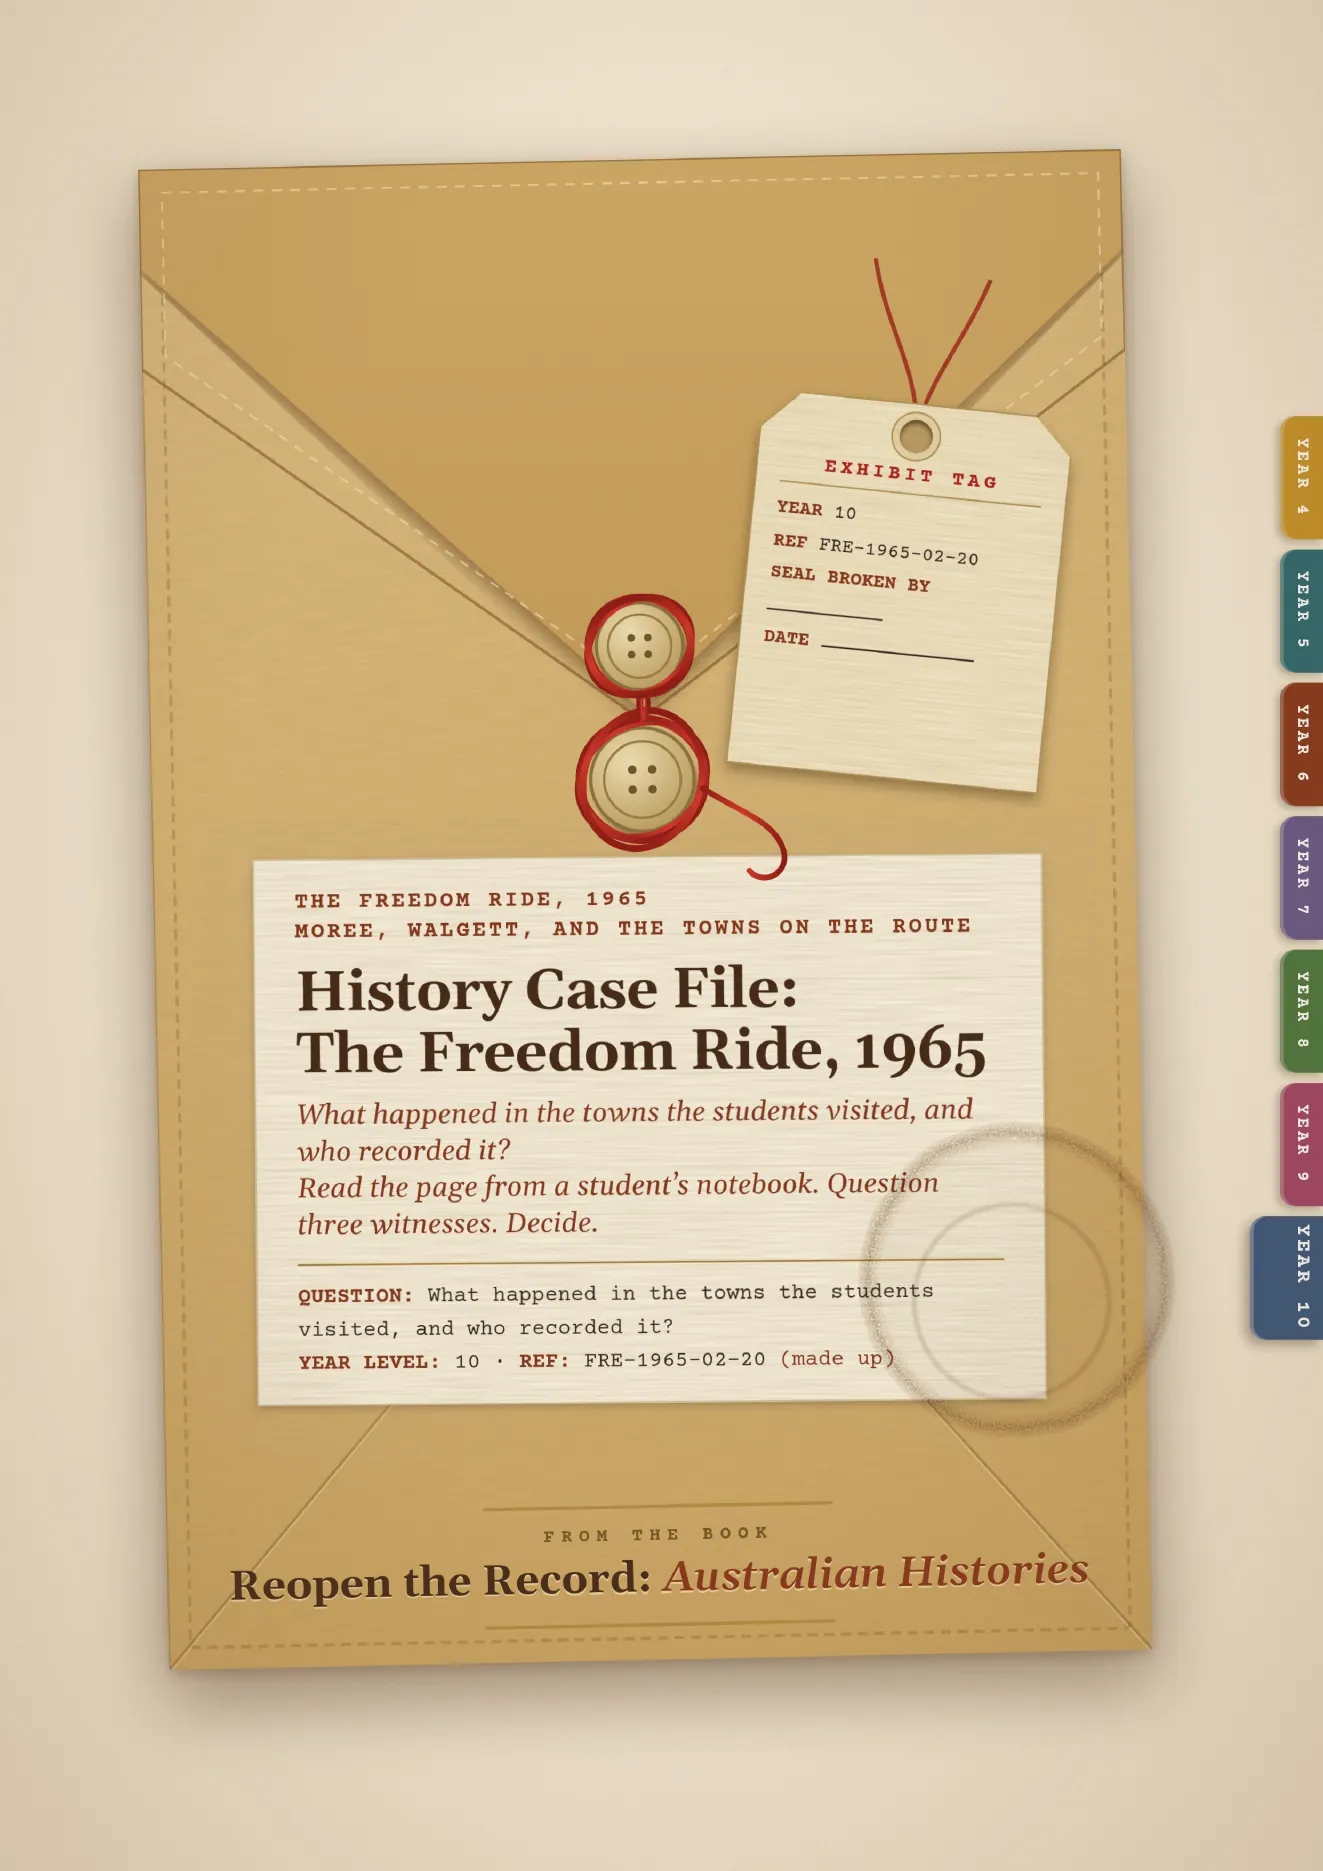 EXHIBIT TAG
YEAR 10
REF FRE-1965-02-20
SEAL BROKEN BY
DATE
THE FREEDOM RIDE, 1965
MOREE, WALGETT, AND THE TOWNS ON THE ROUTE
History Case File:
The Freedom Ride, 1965
What happened in the towns the students visited, and
who recorded it?
Read the page from a student’s notebook. Question
three witnesses. Decide.
QUESTION: What happened in the towns the students
visited, and who recorded it?
YEAR LEVEL: 10 · REF: FRE-1965-02-20 (made up)
FROM THE BOOK
Reopen the Record: Australian Histories
YEAR 4
YEAR 5
YEAR 6
YEAR 7
YEAR 8
YEAR 9
YEAR 10